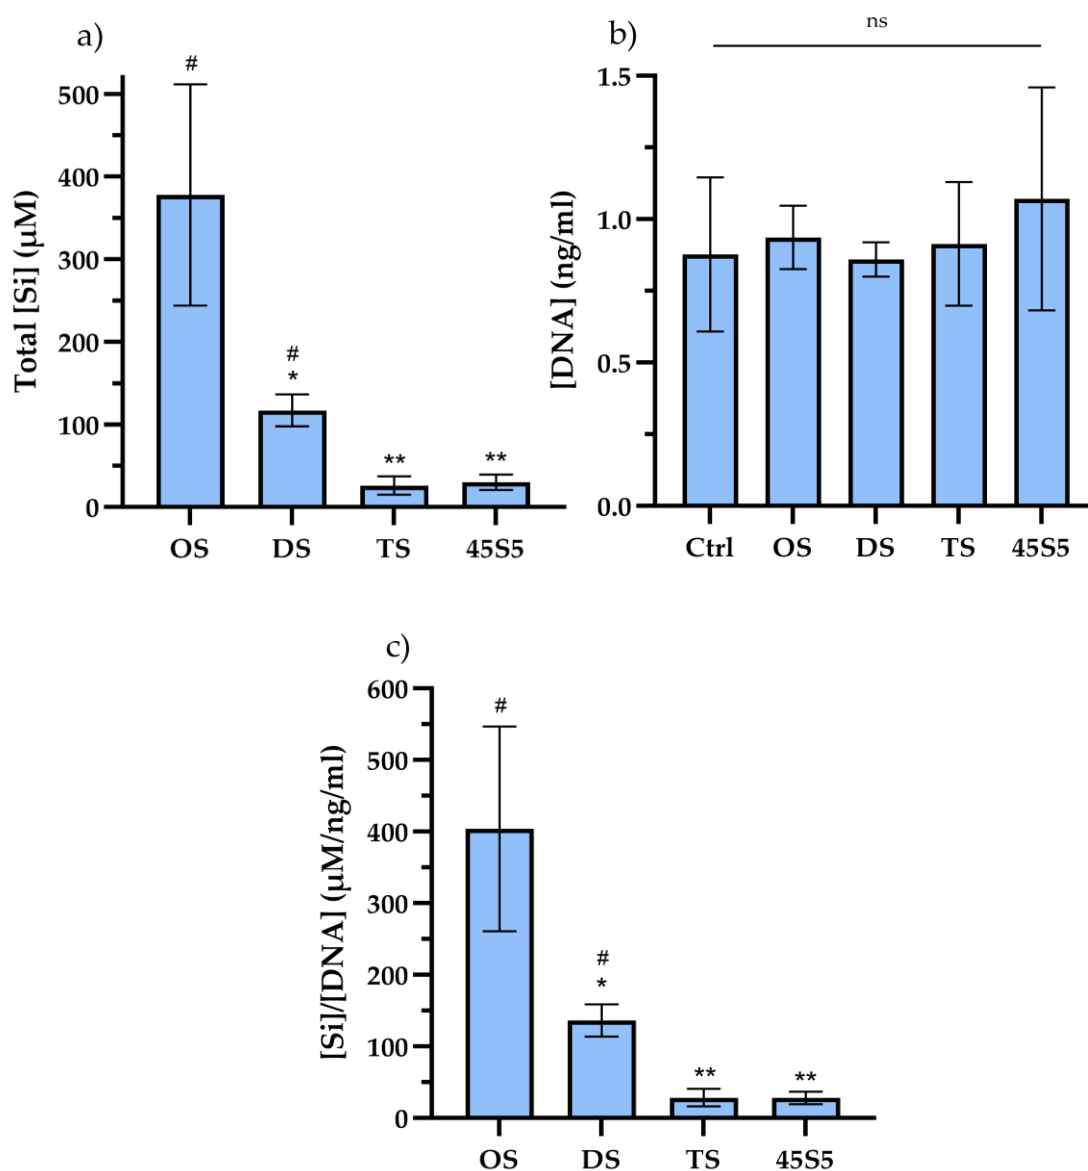 a)
#
500
400
300
200
100
0
Total [Si] (µM)
#
*
**
**
OS DS TS 45S5
b)
ns
1.5
1.0
0.5
0.0
[DNA] (ng/ml)
Ctrl OS DS TS 45S5
c)
600
500
400
300
200
100
0
[Si]/[DNA] (µM/ng/ml)
#
#
*
**
**
OS DS TS 45S5